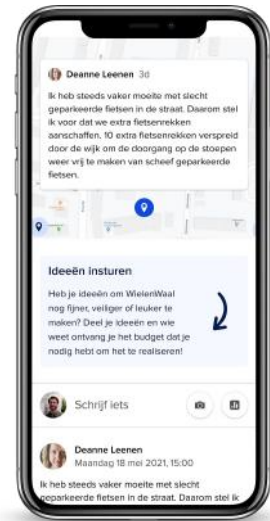 Deanne Leenen 3d
Ik heb steeds vaker moeite met slecht
geparkeerde fietsen in de straat. Daarom stel
ik voor dat we extra fietsenrekken
aanschaffen. 10 extra fietsenrekken verspreid
door de wijk om de doorgang op de stoepen
weer vrij te maken van scheef geparkeerde
fietsen.
Ideeën insturen
Heb je ideeën om WielenWaal
nog fijner, veiliger of leuker te
maken? Deel je ideeën en wie
weet ontvang je het budget dat je
nodig hebt om het te realiseren!
Schrijf iets
Deanne Leenen
Maandag 18 mei 2021, 15:00
Ik heb steeds vaker moeite met slecht
geparkeerde fietsen in de straat. Daarom stel ik